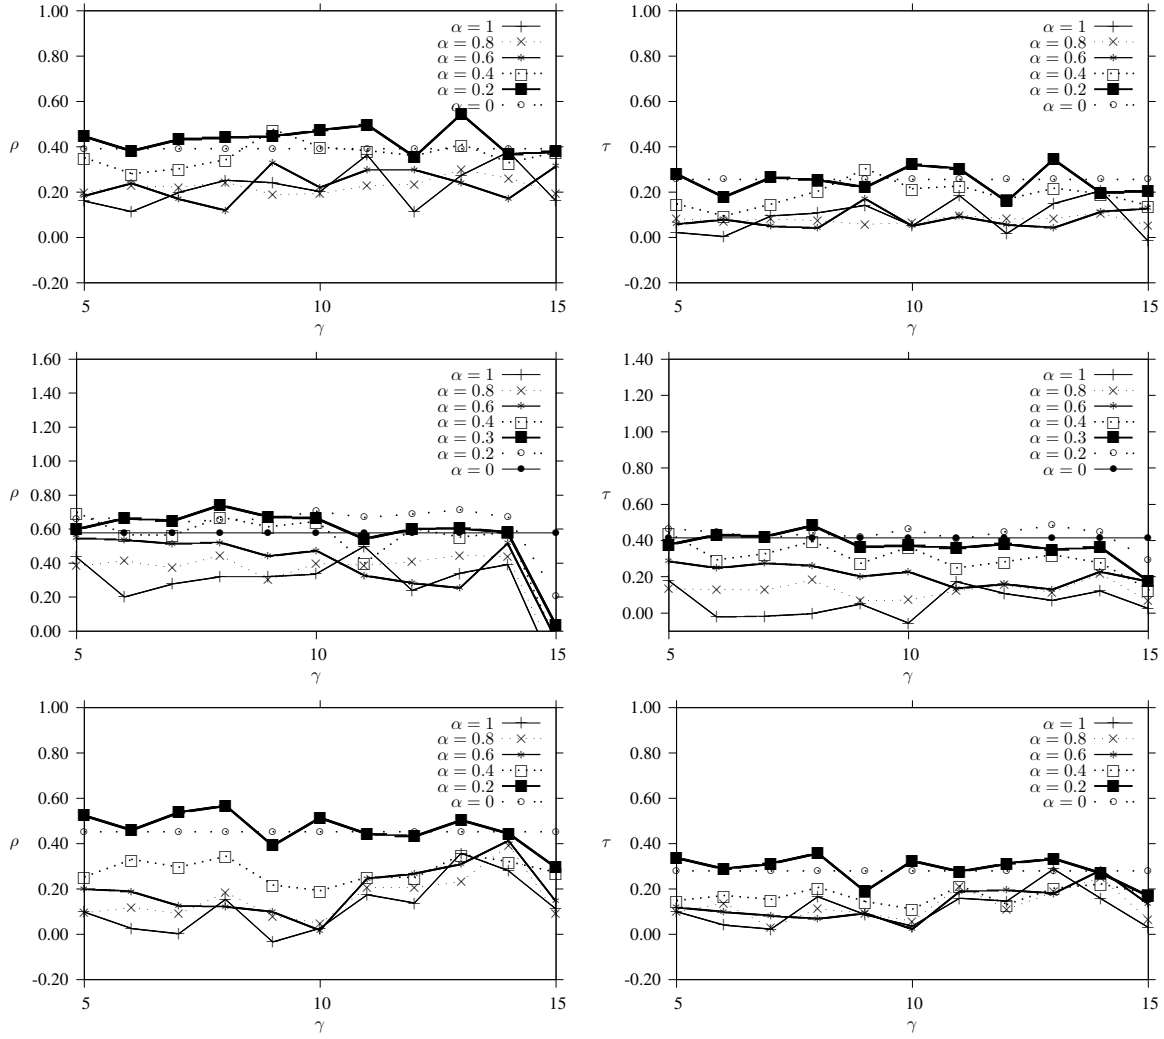 1.00
0.80
0.60
0.40
0.20
0.00
-0.20
5
10
15
ρ
γ
α = 1
α = 0.8
α = 0.6
α = 0.4
α = 0.2
α = 0
1.00
0.80
0.60
0.40
0.20
0.00
-0.20
5
10
15
τ
γ
α = 1
α = 0.8
α = 0.6
α = 0.4
α = 0.2
α = 0
1.60
1.40
1.20
1.00
0.80
0.60
0.40
0.20
0.00
5
10
15
ρ
γ
α = 1
α = 0.8
α = 0.6
α = 0.4
α = 0.3
α = 0.2
α = 0
1.40
1.20
1.00
0.80
0.60
0.40
0.20
0.00
5
10
15
τ
γ
α = 1
α = 0.8
α = 0.6
α = 0.4
α = 0.3
α = 0.2
α = 0
1.00
0.80
0.60
0.40
0.20
0.00
-0.20
5
10
15
ρ
γ
α = 1
α = 0.8
α = 0.6
α = 0.4
α = 0.2
α = 0
1.00
0.80
0.60
0.40
0.20
0.00
-0.20
5
10
15
τ
γ
α = 1
α = 0.8
α = 0.6
α = 0.4
α = 0.2
α = 0